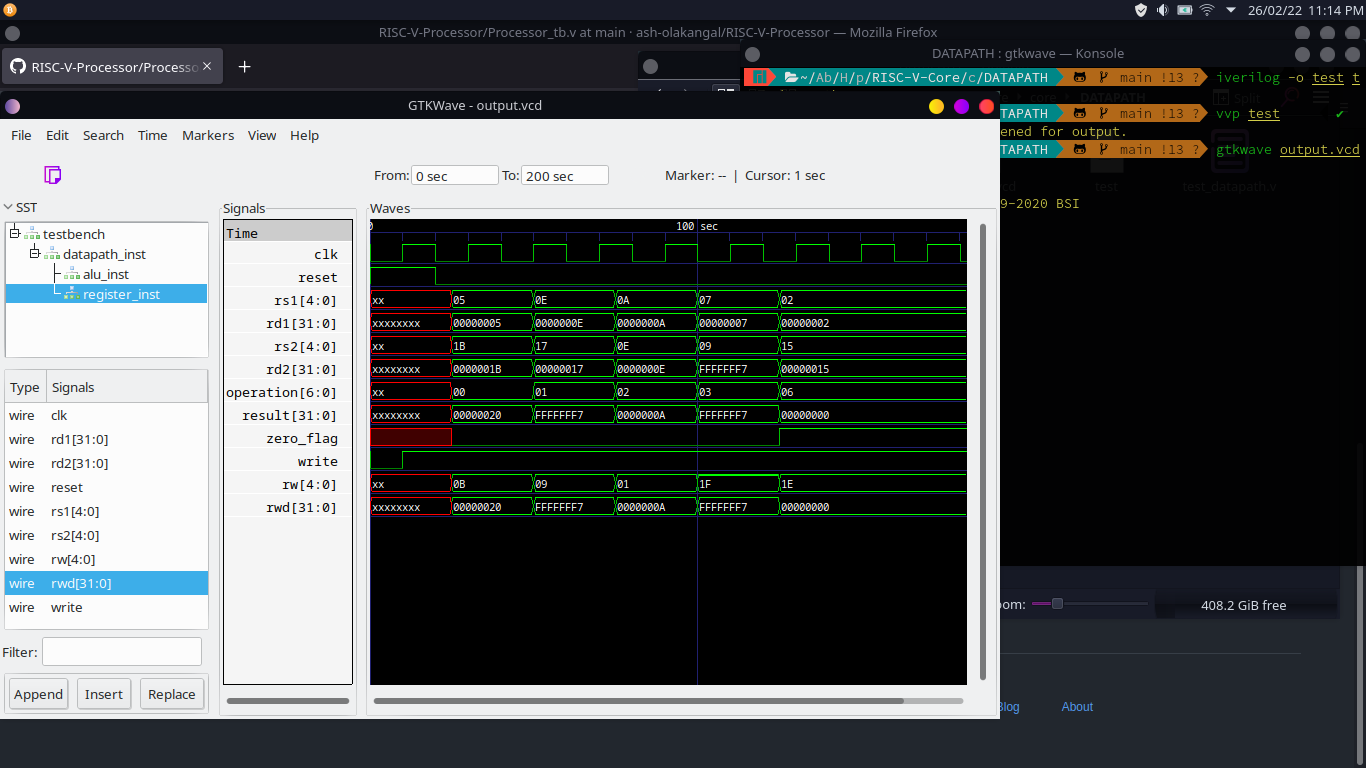 26/02/22 11:14 PM
RISC-V-Processor/Processor_tb.v at main · ash-olakangal/RISC-V-Processor — Mozilla Firefox
RISC-V-Processor/Processo
DATAPATH : gtkwave — Konsole
~/Ab/H/p/RISC-V-Core/c/DATAPATH main !13 ? iverilog -o test t
ATAPATH main !13 ? vvp test ✔
ened for output.
ATAPATH main !13 ? gtkwave output.vcd
9-2020 BSI
Split
test
test_datapath.v
GTKWave - output.vcd
File Edit Search Time Markers View Help
From: 0 sec To: 200 sec Marker: -- | Cursor: 1 sec
SST
testbench
datapath_inst
alu_inst
register_inst
Type Signals
wire clk
wire rd1[31:0]
wire rd2[31:0]
wire reset
wire rs1[4:0]
wire rs2[4:0]
wire rw[4:0]
wire rwd[31:0]
wire write
Filter:
Append Insert Replace
Signals
Waves
Time 0 100 sec
clk
reset
rs1[4:0] xx 05 0E 0A 07 02
rd1[31:0] xxxxxxxx 00000005 0000000E 0000000A 00000007 00000002
rs2[4:0] xx 1B 17 0E 09 15
rd2[31:0] xxxxxxxx 0000001B 00000017 0000000E FFFFFFF7 00000015
operation[6:0] xx 00 01 02 03 06
result[31:0] xxxxxxxx 00000020 FFFFFFF7 0000000A FFFFFFF7 00000000
zero_flag
write
rw[4:0] xx 0B 09 01 1F 1E
rwd[31:0] xxxxxxxx 00000020 FFFFFFF7 0000000A FFFFFFF7 00000000
oom: 408.2 GiB free
Blog About